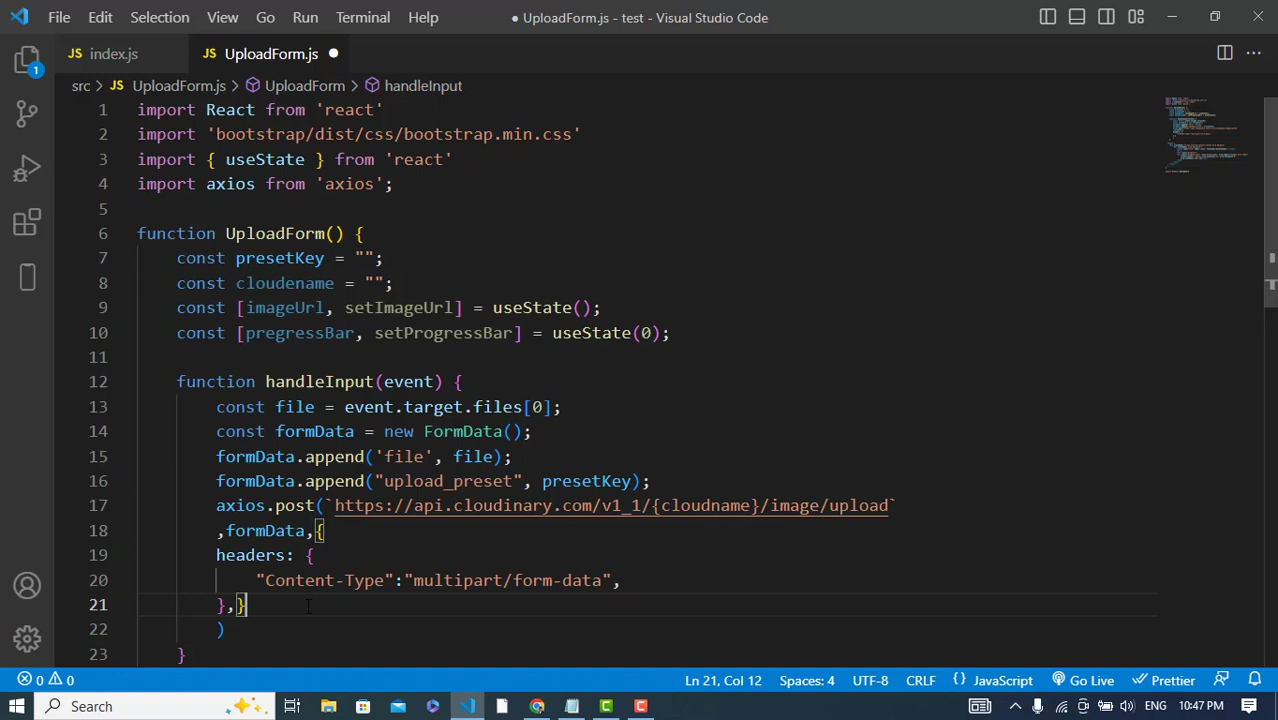 File Edit Selection View Go Run Terminal Help ● UploadForm.js - test - Visual Studio Code
JS index.js JS UploadForm.js ●
src > JS UploadForm.js > UploadForm > handleInput
1 import React from 'react'
2 import 'bootstrap/dist/css/bootstrap.min.css'
3 import { useState } from 'react'
4 import axios from 'axios';
5
6 function UploadForm() {
7 const presetKey = "";
8 const cloudename = "";
9 const [imageUrl, setImageUrl] = useState();
10 const [pregressBar, setProgressBar] = useState(0);
11
12 function handleInput(event) {
13 const file = event.target.files[0];
14 const formData = new FormData();
15 formData.append('file', file);
16 formData.append("upload_preset", presetKey);
17 axios.post(`https://api.cloudinary.com/v1_1/{cloudname}/image/upload`
18 ,formData,{
19 headers: {
20 "Content-Type":"multipart/form-data",
21 },}
22 )
23 }
1
0 0 Ln 21, Col 12 Spaces: 4 UTF-8 CRLF {} JavaScript Go Live Prettier
Search ENG 10:47 PM